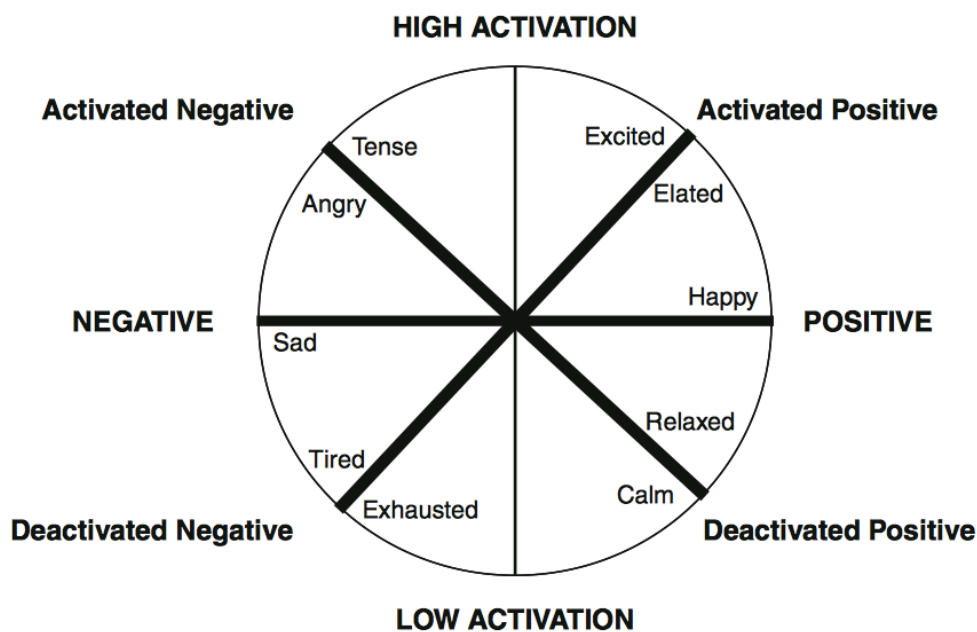 HIGH ACTIVATION
Activated Negative
Activated Positive
Tense
Excited
Angry
Elated
Happy
NEGATIVE
POSITIVE
Sad
Relaxed
Tired
Calm
Exhausted
Deactivated Negative
Deactivated Positive
LOW ACTIVATION